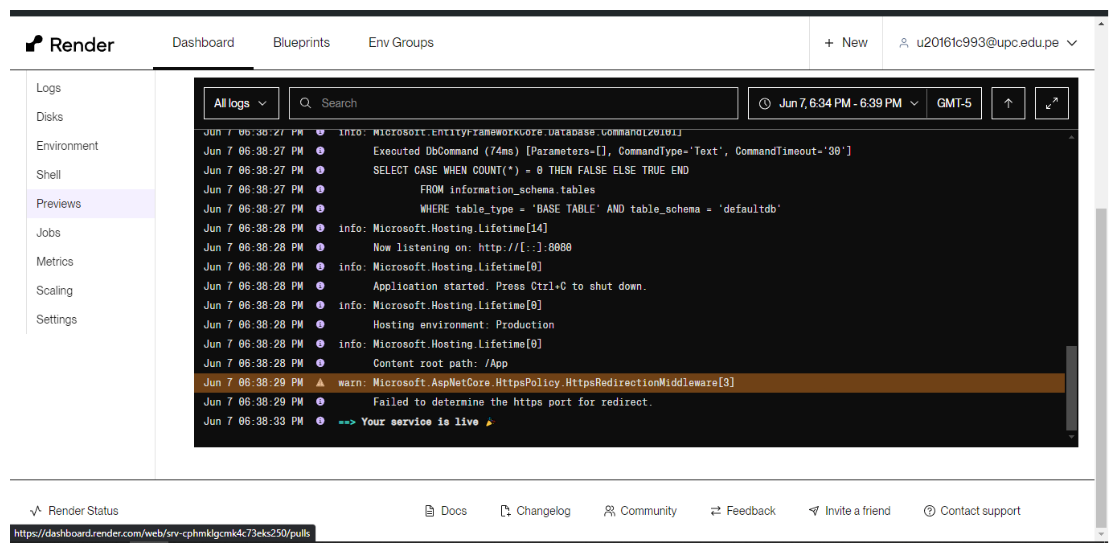 Render
Dashboard
Blueprints
Env Groups
+ New
u20161c993@upc.edu.pe
Logs
Disks
Environment
Shell
Previews
Jobs
Metrics
Scaling
Settings
All logs
Search
Jun 7, 6:34 PM - 6:39 PM
GMT-5
Jun 7 06:38:27 PM info: Microsoft.EntityFrameworkCore.Database.Command[20101]
Jun 7 06:38:27 PM Executed DbCommand (74ms) [Parameters=[], CommandType='Text', CommandTimeout='30']
Jun 7 06:38:27 PM SELECT CASE WHEN COUNT(*) = 0 THEN FALSE ELSE TRUE END
Jun 7 06:38:27 PM FROM information_schema.tables
Jun 7 06:38:27 PM WHERE table_type = 'BASE TABLE' AND table_schema = 'defaultdb'
Jun 7 06:38:28 PM info: Microsoft.Hosting.Lifetime[14]
Jun 7 06:38:28 PM Now listening on: http://[::]:8080
Jun 7 06:38:28 PM info: Microsoft.Hosting.Lifetime[0]
Jun 7 06:38:28 PM Application started. Press Ctrl+C to shut down.
Jun 7 06:38:28 PM info: Microsoft.Hosting.Lifetime[0]
Jun 7 06:38:28 PM Hosting environment: Production
Jun 7 06:38:28 PM info: Microsoft.Hosting.Lifetime[0]
Jun 7 06:38:28 PM Content root path: /App
Jun 7 06:38:29 PM warn: Microsoft.AspNetCore.HttpsPolicy.HttpsRedirectionMiddleware[3]
Jun 7 06:38:29 PM Failed to determine the https port for redirect.
Jun 7 06:38:33 PM ==> Your service is live 🎉
Render Status
Docs
Changelog
Community
Feedback
Invite a friend
Contact support
https://dashboard.render.com/web/srv-cphmklgcmk4c73eks250/pulls